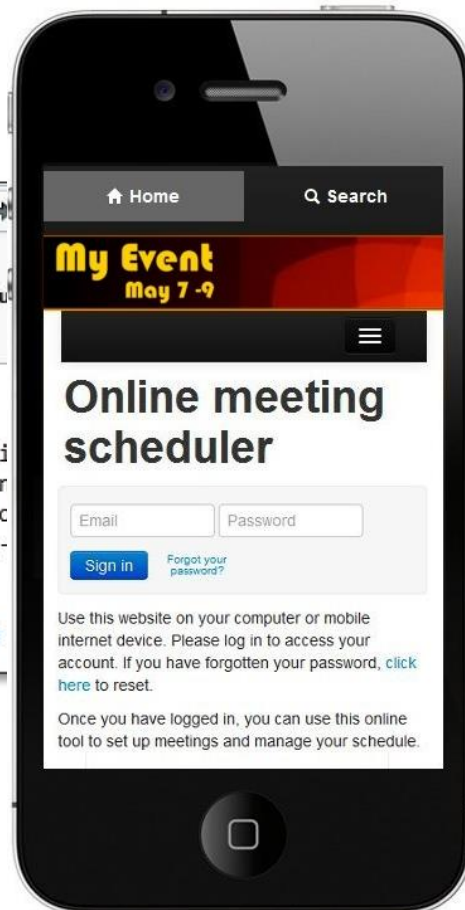 Home
Search
My Event
May 7 -9
Online meeting
scheduler
Email
Password
Sign in
Forgot your
password?
Use this website on your computer or mobile
internet device. Please log in to access your
account. If you have forgotten your password, click
here to reset.
Once you have logged in, you can use this online
tool to set up meetings and manage your schedule.